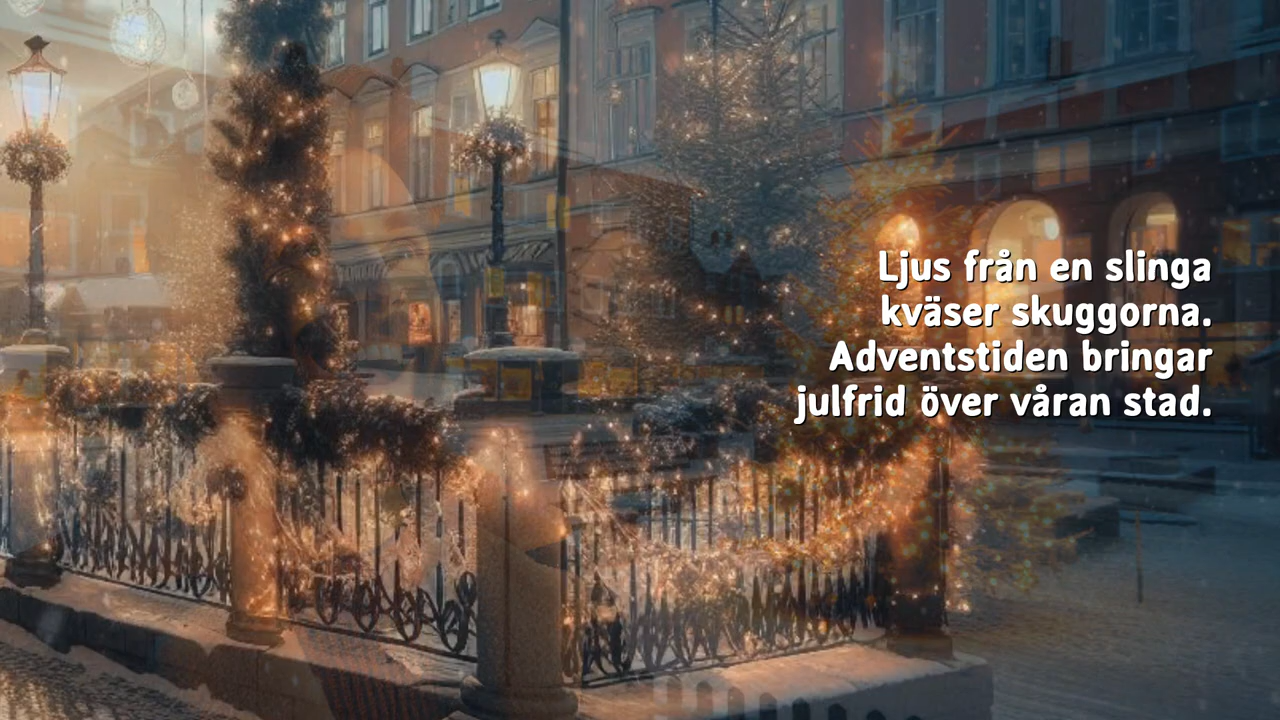 Ljus från en slinga
kväser skuggorna.
Adventstiden bringar
julfrid över våran stad.